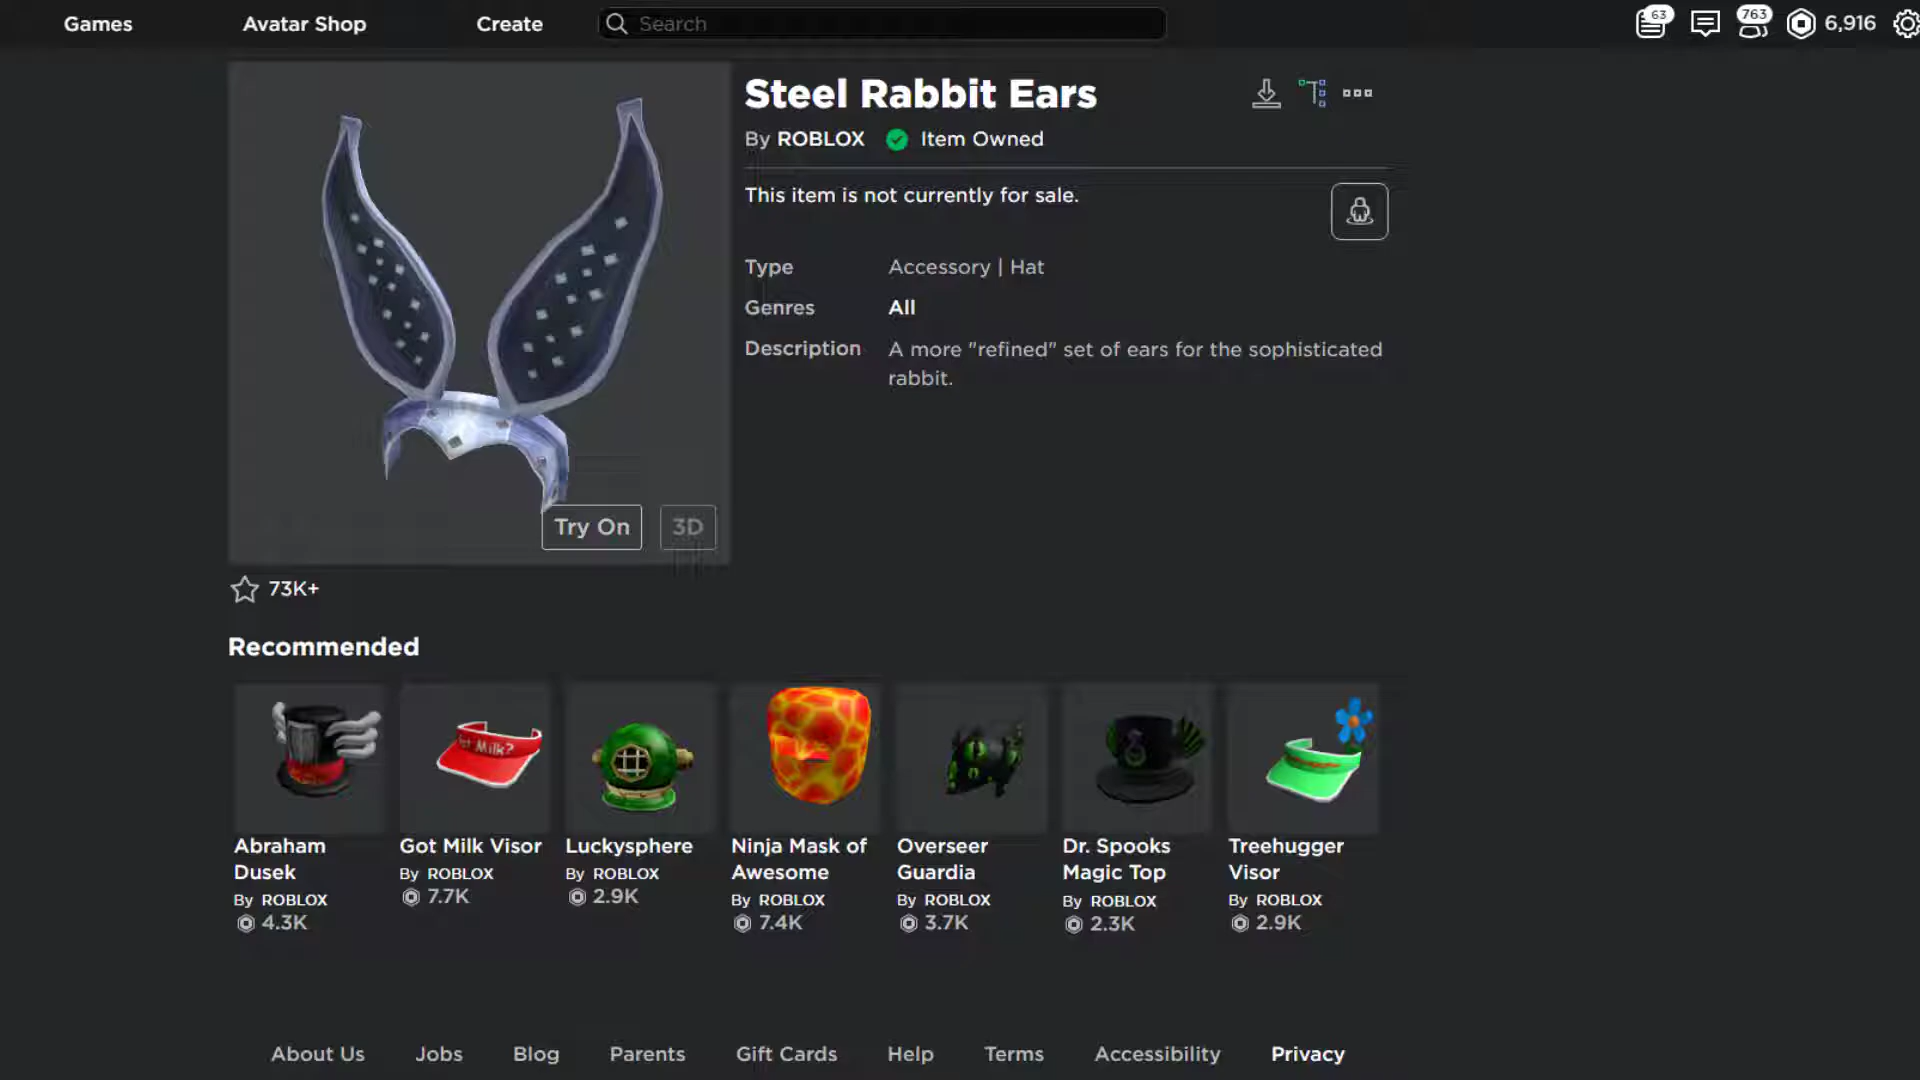 Games
Avatar Shop
Create
Search
63
763
6,916
Steel Rabbit Ears
By ROBLOX
Item Owned
This item is not currently for sale.
Type
Accessory | Hat
Genres
All
Description
A more "refined" set of ears for the sophisticated
rabbit.
Try On
3D
73K+
Recommended
Abraham
Dusek
By ROBLOX
4.3K
Got Milk Visor
By ROBLOX
7.7K
Luckysphere
By ROBLOX
2.9K
Ninja Mask of
Awesome
By ROBLOX
7.4K
Overseer
Guardia
By ROBLOX
3.7K
Dr. Spooks
Magic Top
By ROBLOX
2.3K
Treehugger
Visor
By ROBLOX
2.9K
Milk?
About Us
Jobs
Blog
Parents
Gift Cards
Help
Terms
Accessibility
Privacy